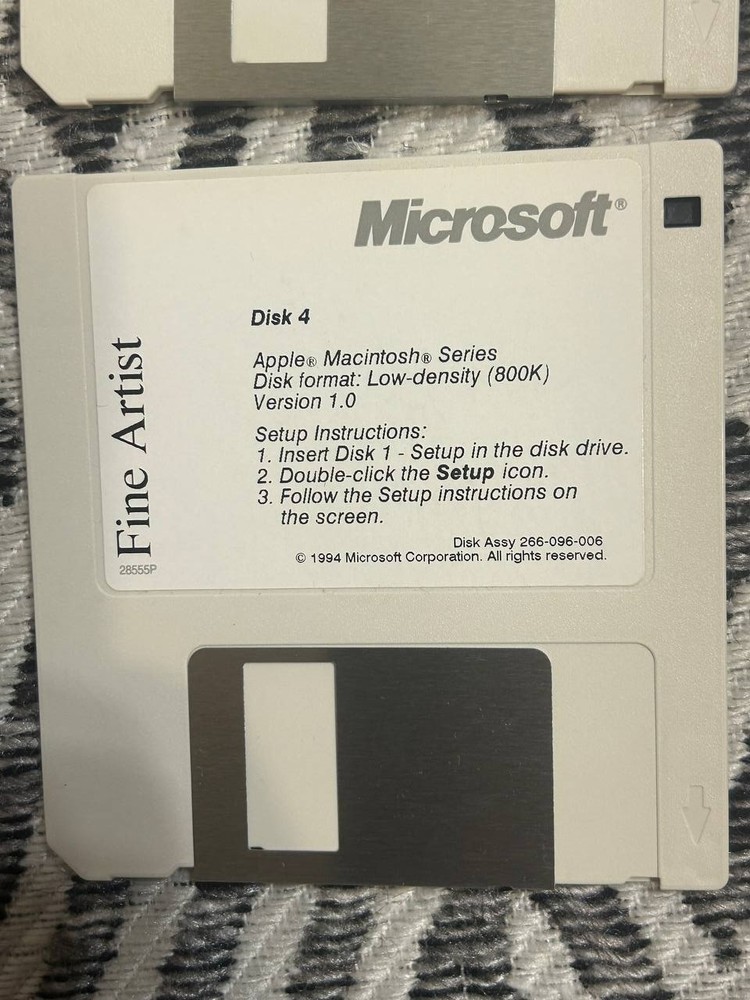 Microsoft®
Disk 4
Apple® Macintosh® Series
Disk format: Low-density (800K)
Version 1.0
Setup Instructions:
1. Insert Disk 1 - Setup in the disk drive.
2. Double-click the Setup icon.
3. Follow the Setup instructions on
the screen.
Disk Assy 266-096-006
© 1994 Microsoft Corporation. All rights reserved.
Fine Artist
28555P